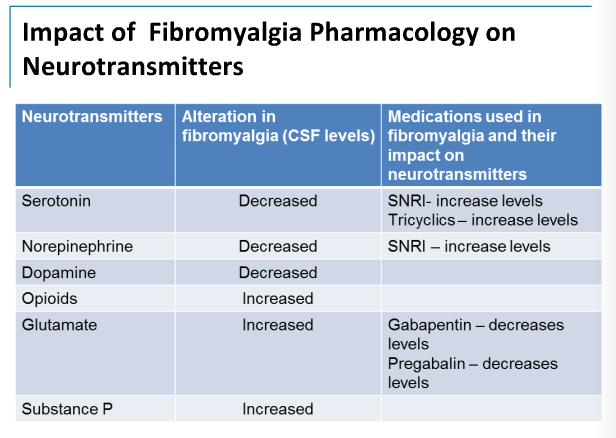 Impact of Fibromyalgia Pharmacology on
Neurotransmitters
Neurotransmitters
Alteration in
fibromyalgia (CSF levels)
Medications used in
fibromyalgia and their
impact on
neurotransmitters
Serotonin
Decreased
SNRI- increase levels
Tricyclics – increase levels
Norepinephrine
Decreased
SNRI – increase levels
Dopamine
Decreased
Opioids
Increased
Glutamate
Increased
Gabapentin – decreases
levels
Pregabalin – decreases
levels
Substance P
Increased